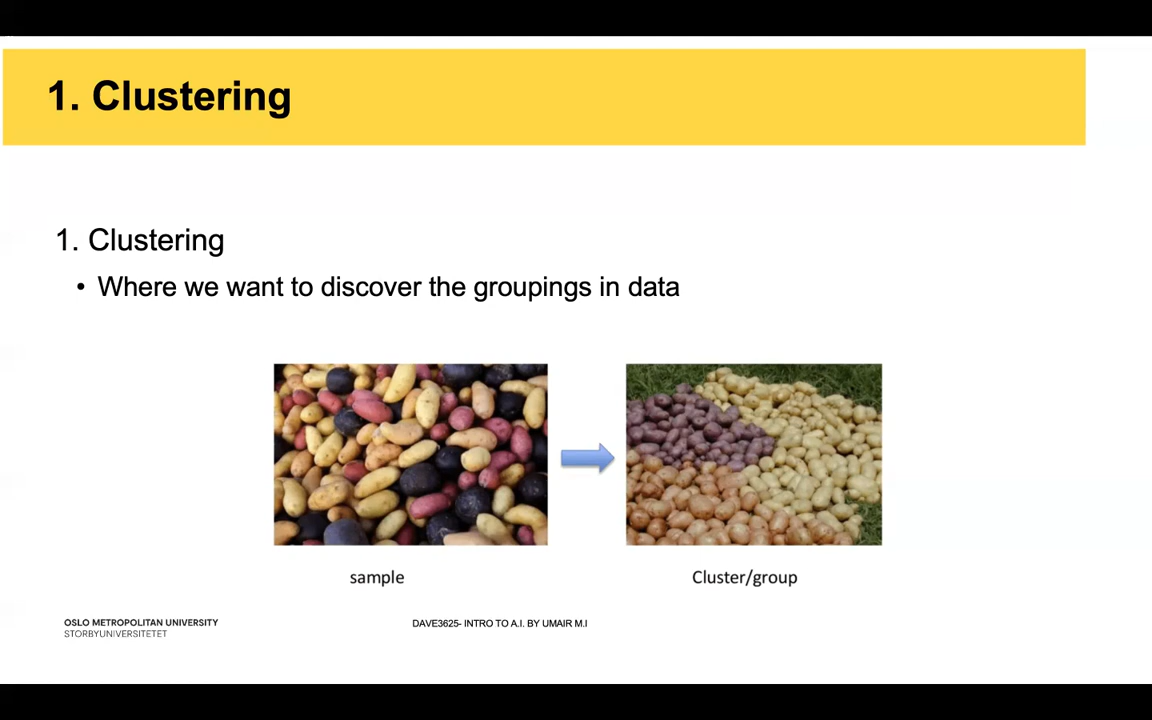 1. Clustering
1. Clustering
• Where we want to discover the groupings in data
sample
Cluster/group
OSLO METROPOLITAN UNIVERSITY
STORBYUNIVERSITETET
DAVE3625- INTRO TO A.I. BY UMAIR M.I